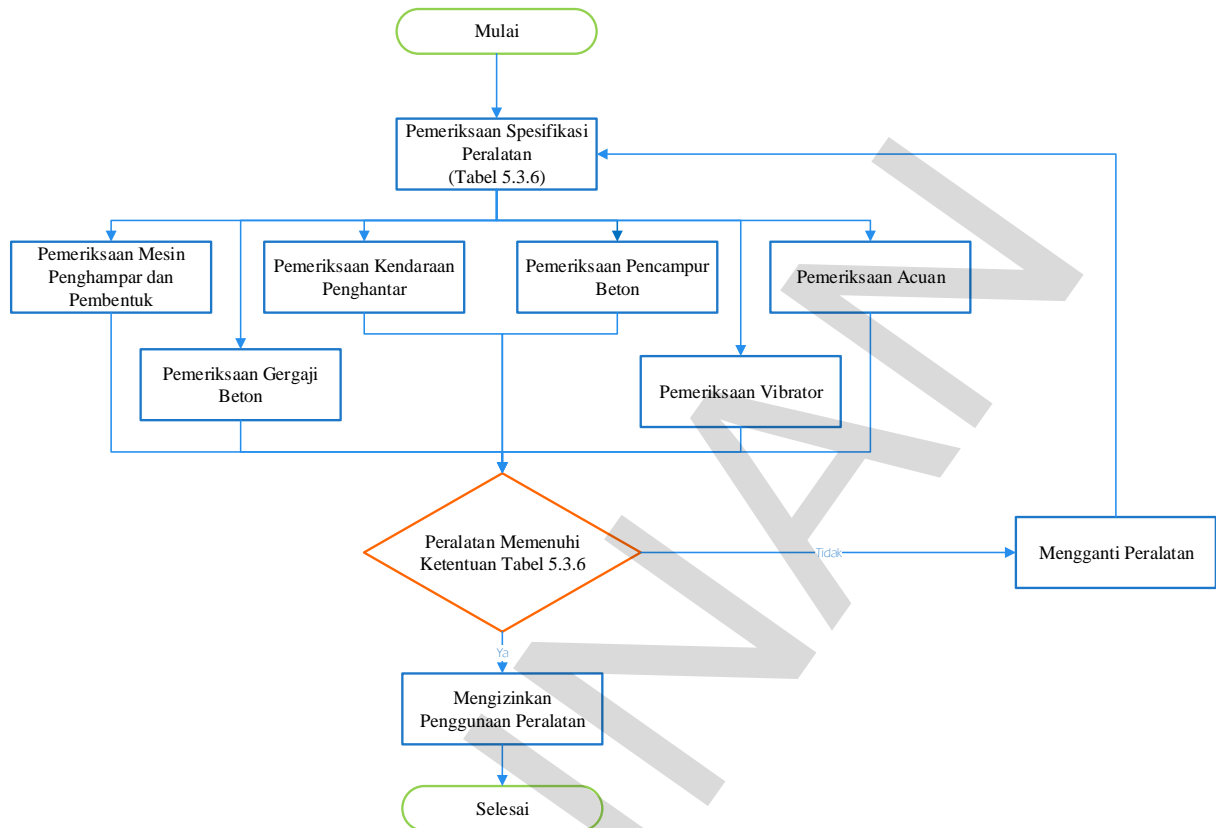 Mulai
Pemeriksaan Spesifikasi
Peralatan
(Tabel 5.3.6)
Pemeriksaan Mesin
Penghampar dan
Pembentuk
Pemeriksaan Kendaraan
Penghantar
Pemeriksaan Pencampur
Beton
Pemeriksaan Acuan
Pemeriksaan Gergaji
Beton
Pemeriksaan Vibrator
Peralatan Memenuhi
Ketentuan Tabel 5.3.6
Tidak
Mengganti Peralatan
Ya
Mengizinkan
Penggunaan Peralatan
Selesai